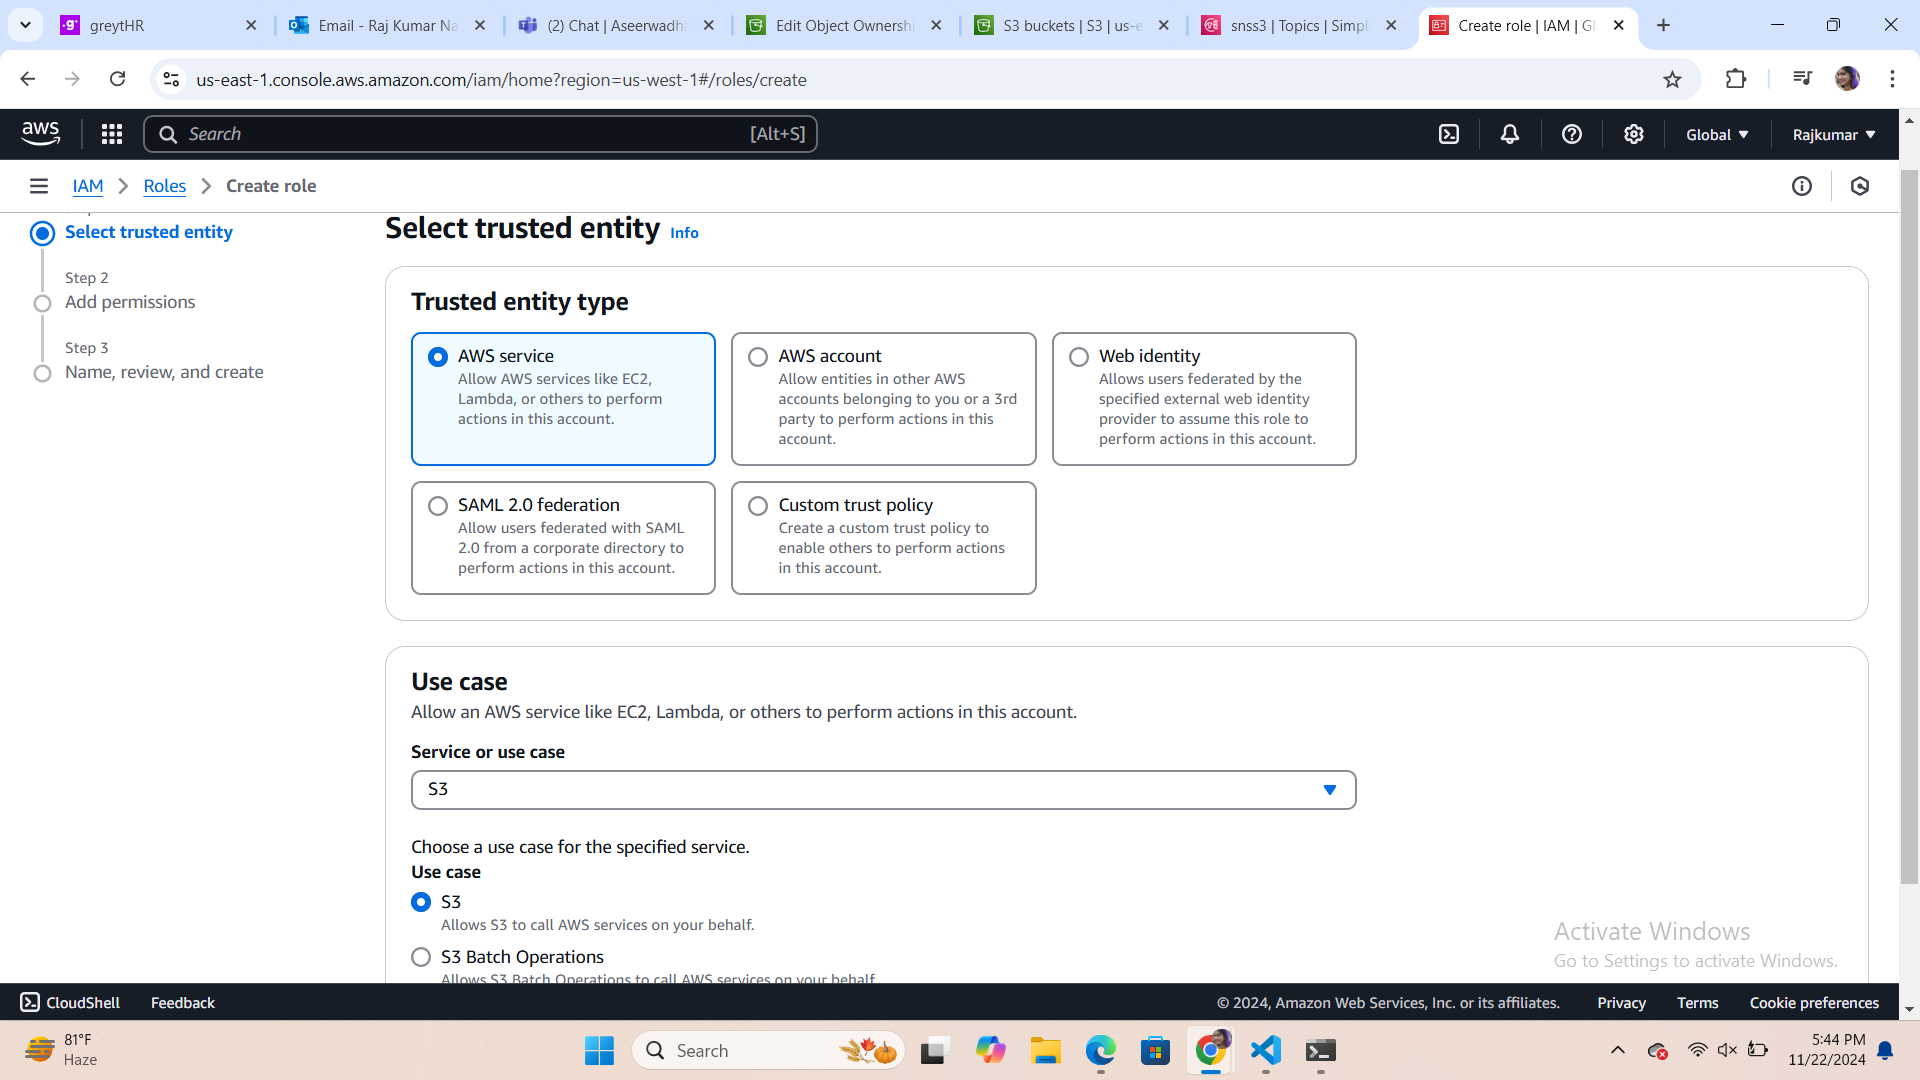 greytHR
Email - Raj Kumar Na
(2) Chat | Aseerwadha
Edit Object Ownershi
S3 buckets | S3 | us-e
snss3 | Topics | Simpl
Create role | IAM | Gl
us-east-1.console.aws.amazon.com/iam/home?region=us-west-1#/roles/create
aws
Search
[Alt+S]
Global
Rajkumar
IAM
Roles
Create role
Select trusted entity
Step 2
Add permissions
Step 3
Name, review, and create
Select trusted entity Info
Trusted entity type
AWS service
Allow AWS services like EC2,
Lambda, or others to perform
actions in this account.
AWS account
Allow entities in other AWS
accounts belonging to you or a 3rd
party to perform actions in this
account.
Web identity
Allows users federated by the
specified external web identity
provider to assume this role to
perform actions in this account.
SAML 2.0 federation
Allow users federated with SAML
2.0 from a corporate directory to
perform actions in this account.
Custom trust policy
Create a custom trust policy to
enable others to perform actions
in this account.
Use case
Allow an AWS service like EC2, Lambda, or others to perform actions in this account.
Service or use case
S3
Choose a use case for the specified service.
Use case
S3
Allows S3 to call AWS services on your behalf.
S3 Batch Operations
Allows S3 Batch Operations to call AWS services on your behalf.
Activate Windows
Go to Settings to activate Windows.
CloudShell
Feedback
© 2024, Amazon Web Services, Inc. or its affiliates.
Privacy
Terms
Cookie preferences
81°F
Haze
Search
5:44 PM
11/22/2024